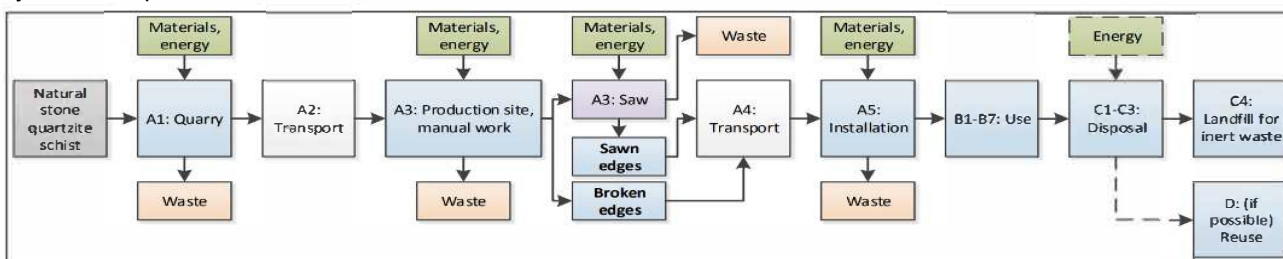 Materials,
energy
Materials,
energy
Materials,
energy
Waste
Materials,
energy
Energy
Natural
stone
quartzite
schist
A1: Quarry
A2:
Transport
A3: Production site,
manual work
A3: Saw
A4:
Transport
A5:
Installation
B1-B7: Use
C1-C3:
Disposal
C4:
Landfill for
inert waste
Sawn
edges
Broken
edges
Waste
Waste
Waste
D: (if
possible)
Reuse